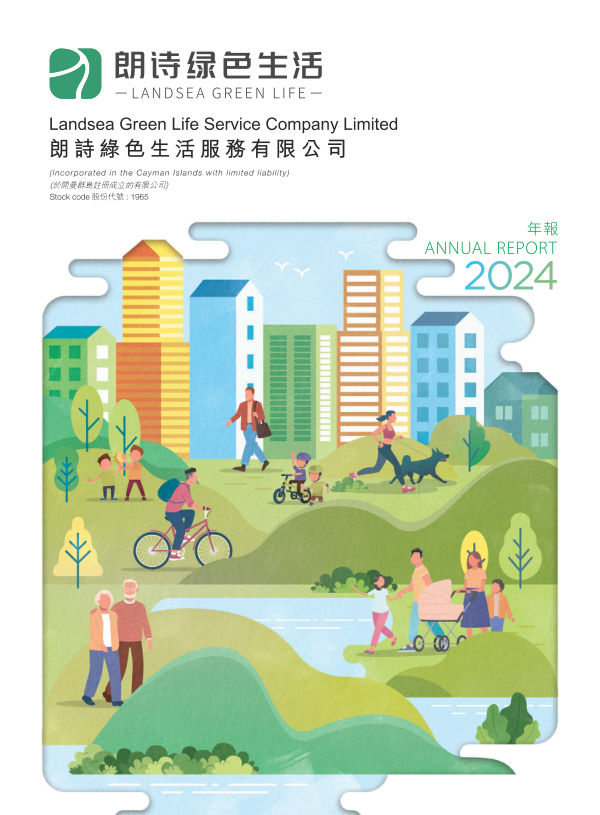 朗诗绿色生活
LANDSEA GREEN LIFE
Landsea Green Life Service Company Limited
朗詩綠色生活服務有限公司
(Incorporated in the Cayman Islands with limited liability)
(於開曼群島註冊成立的有限公司)
Stock code 股份代號 : 1965
年報
ANNUAL REPORT
2024